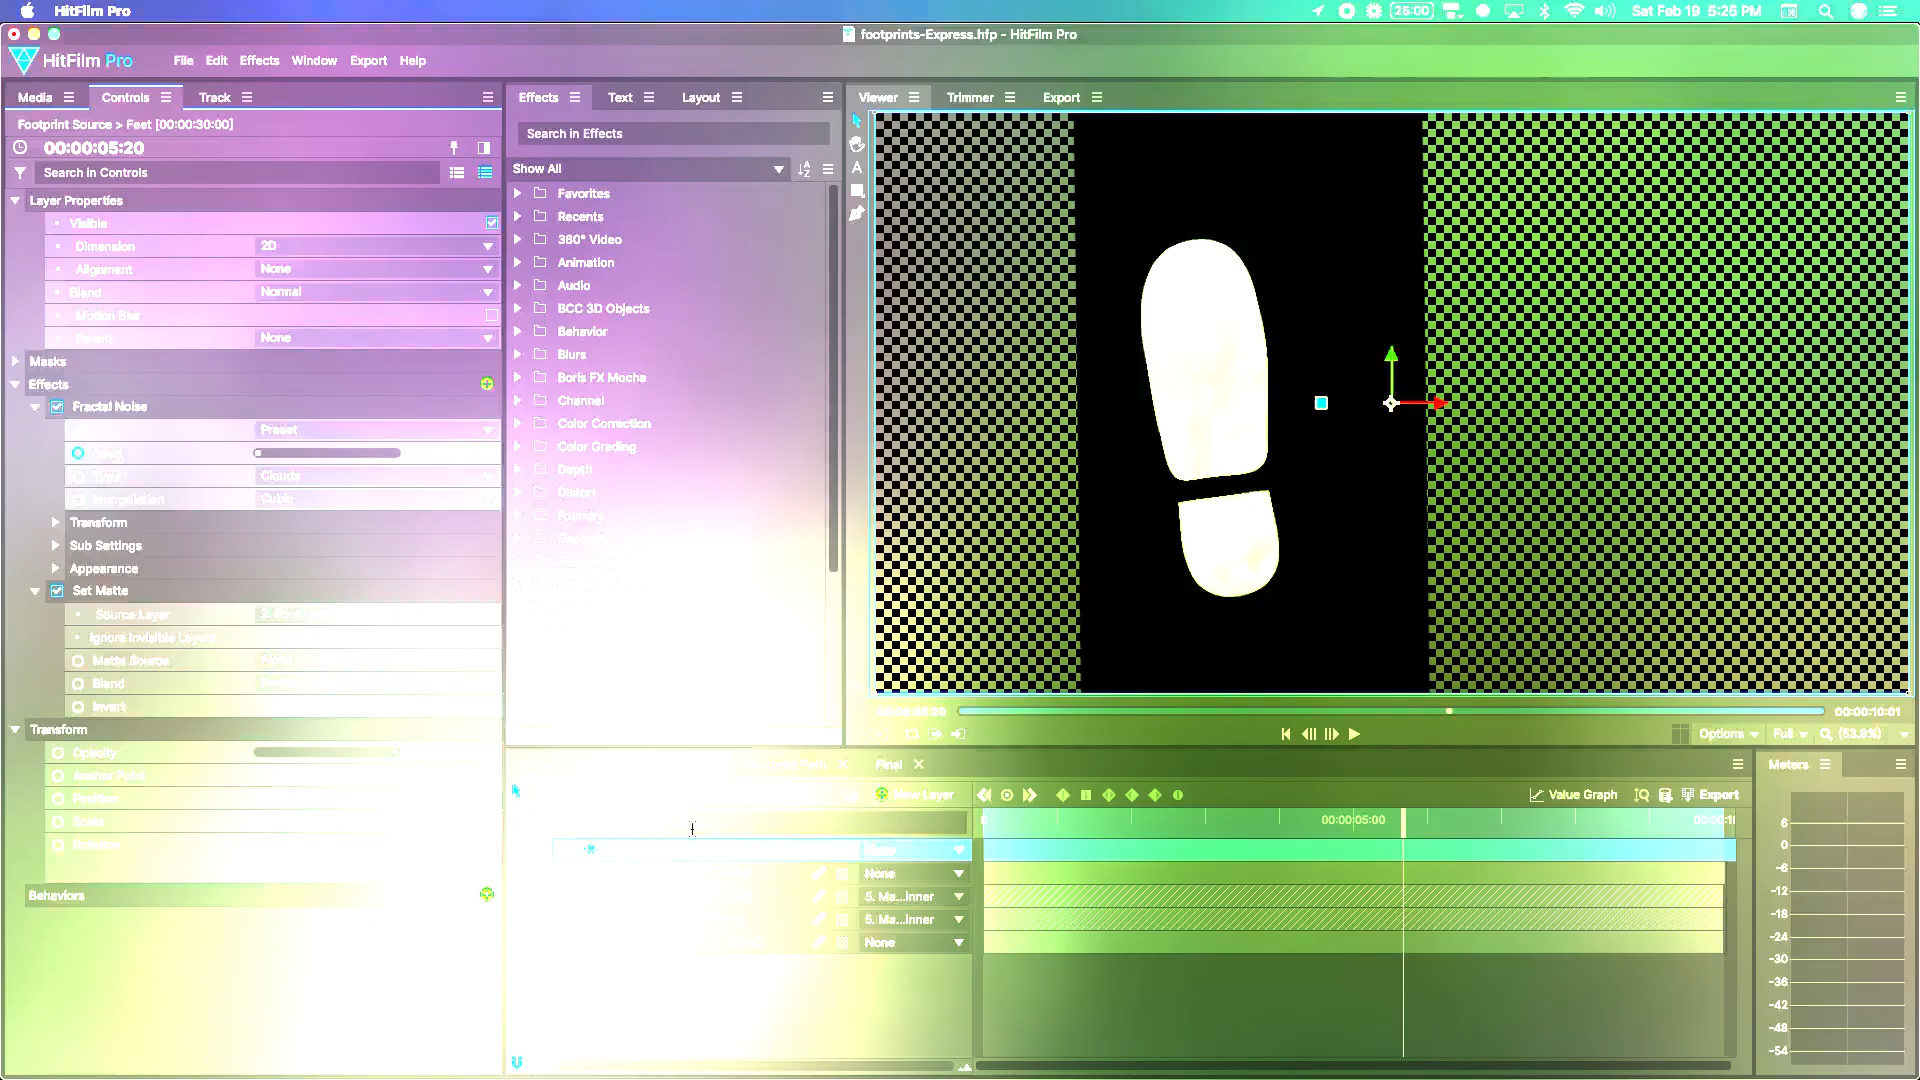 HitFilm Pro
25:00
Sat Feb 19 5:25 PM
footprints-Express.hfp - HitFilm Pro
HitFilm Pro
File Edit Effects Window Export Help
Media Controls Track
Effects Text Layout
Viewer Trimmer Export
Footprint Source > Feet [00:00:30:00]
00:00:05:20
Search in Controls
Layer Properties
Visible
Dimension 2D
Alignment None
Blend Normal
Motion Blur
Parent None
Masks
Effects
Fractal Noise
Preset
Seed
Type Clouds
Interpolation Cubic
Transform
Sub Settings
Appearance
Set Matte
Source Layer
Ignore Invisible Layers
Matte Source
Blend
Invert
Transform
Opacity
Anchor Point
Position
Scale
Behaviors
Search in Effects
Show All
Favorites
Recents
360° Video
Animation
Audio
BCC 3D Objects
Behavior
Blurs
Boris FX Mocha
Channel
Color Correction
Color Grading
Depth
Distort
Foundry
00:00:10:01
Options Full (53.9%)
Final
New Layer
Value Graph
Export
0
00:00:05:00
None
None
5. Ma...inner
5. Ma...inner
None
Meters
6
0
-6
-12
-18
-24
-30
-36
-42
-48
-54